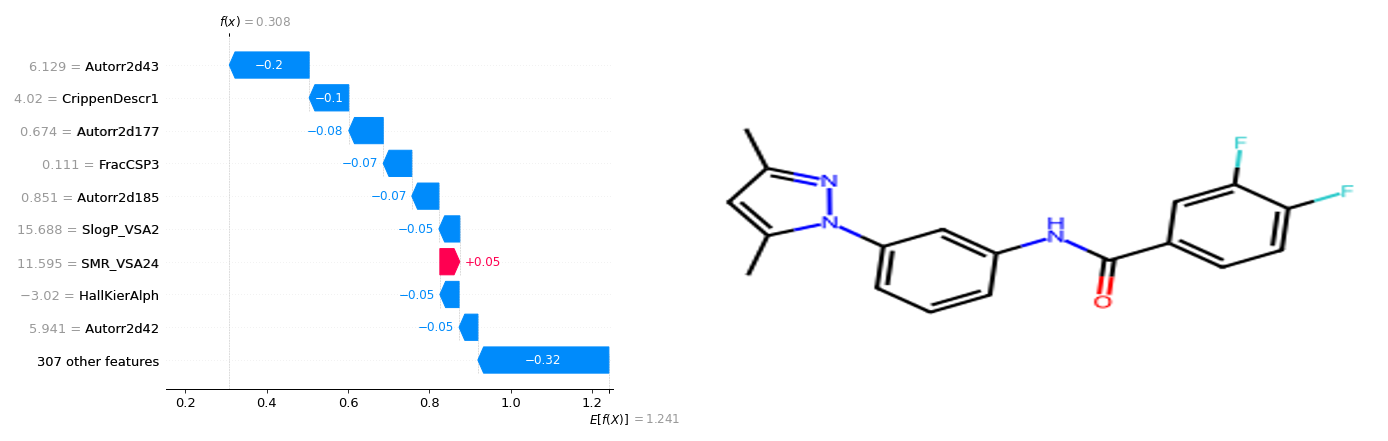 f(x) = 0.308
6.129 = Autorr2d43
−0.2
4.02 = CrippenDescr1
−0.1
0.674 = Autorr2d177
−0.08
0.111 = FracCSP3
−0.07
0.851 = Autorr2d185
−0.07
15.688 = SlogP_VSA2
−0.05
11.595 = SMR_VSA24
+0.05
−3.02 = HallKierAlph
−0.05
5.941 = Autorr2d42
−0.05
307 other features
−0.32
0.2 0.4 0.6 0.8 1.0 1.2
E[f(X)] = 1.241
N
N
H
N
O
F
F